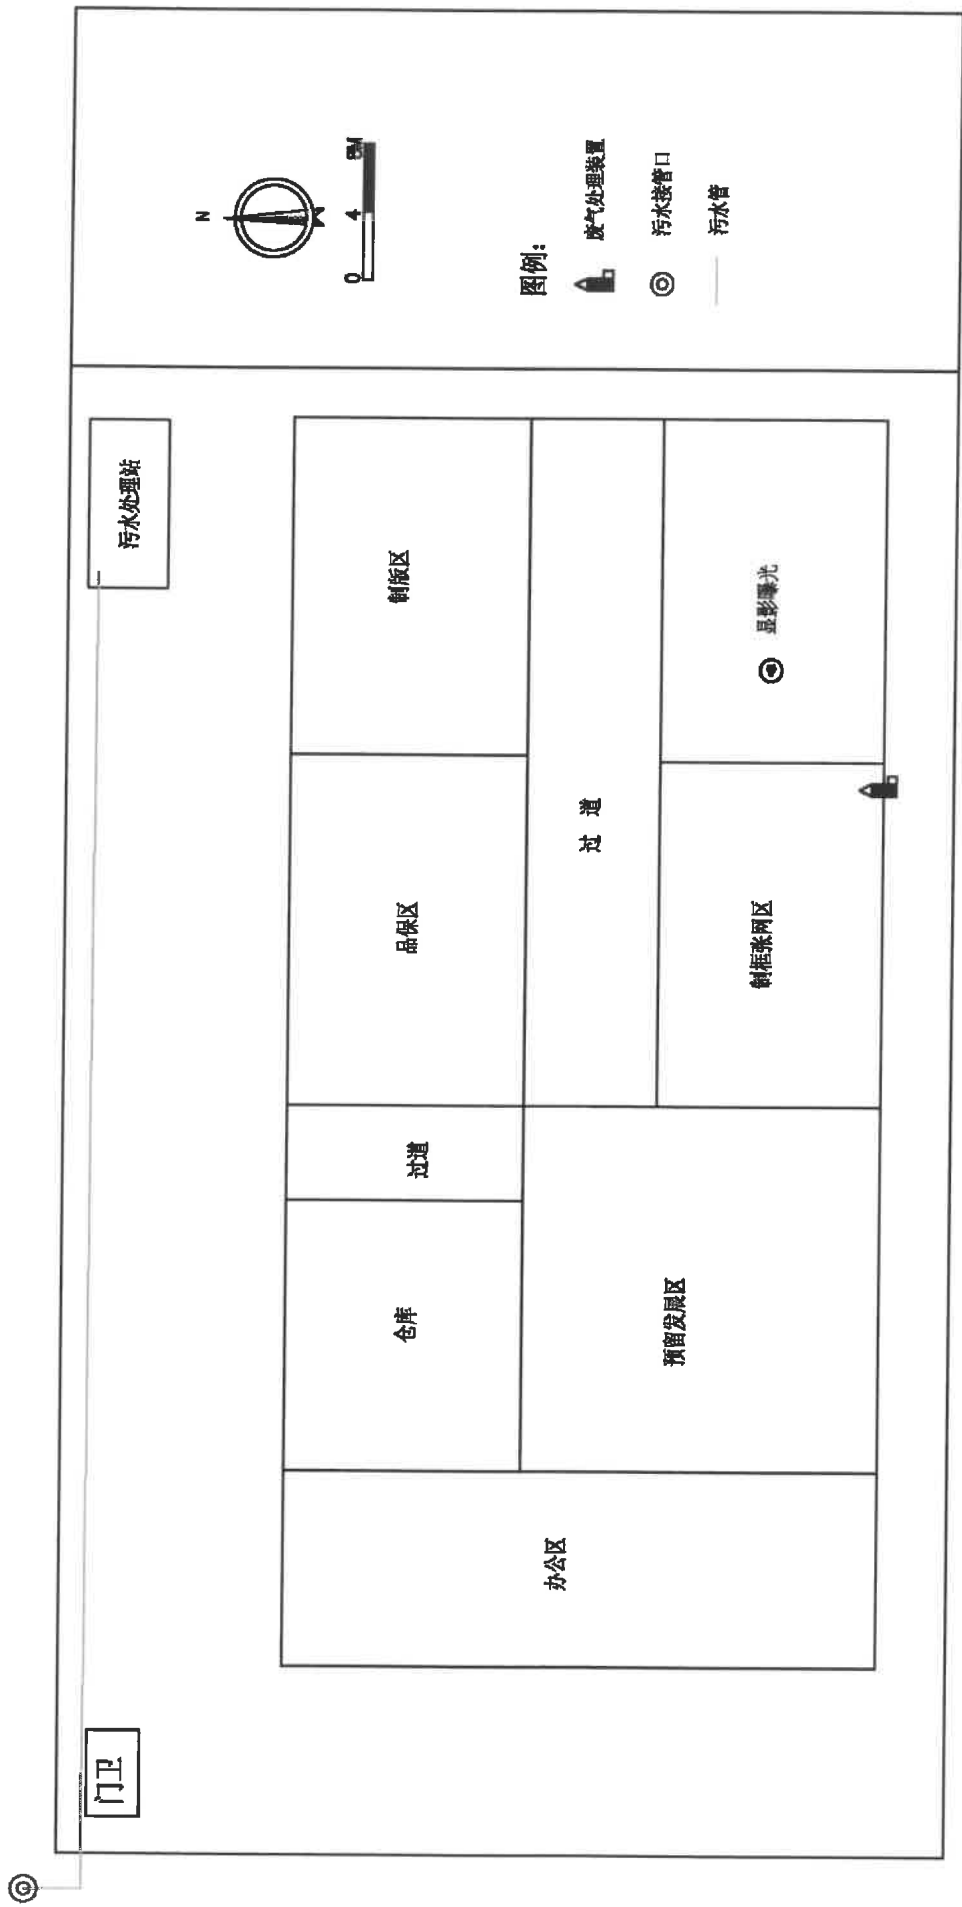 污水处理站
N
0 4 8M
图例：
废气处理装置
污水接管口
污水管
门卫
仓库
过道
品保区
制版区
过 道
办公区
预留发展区
制框张网区
显影曝光